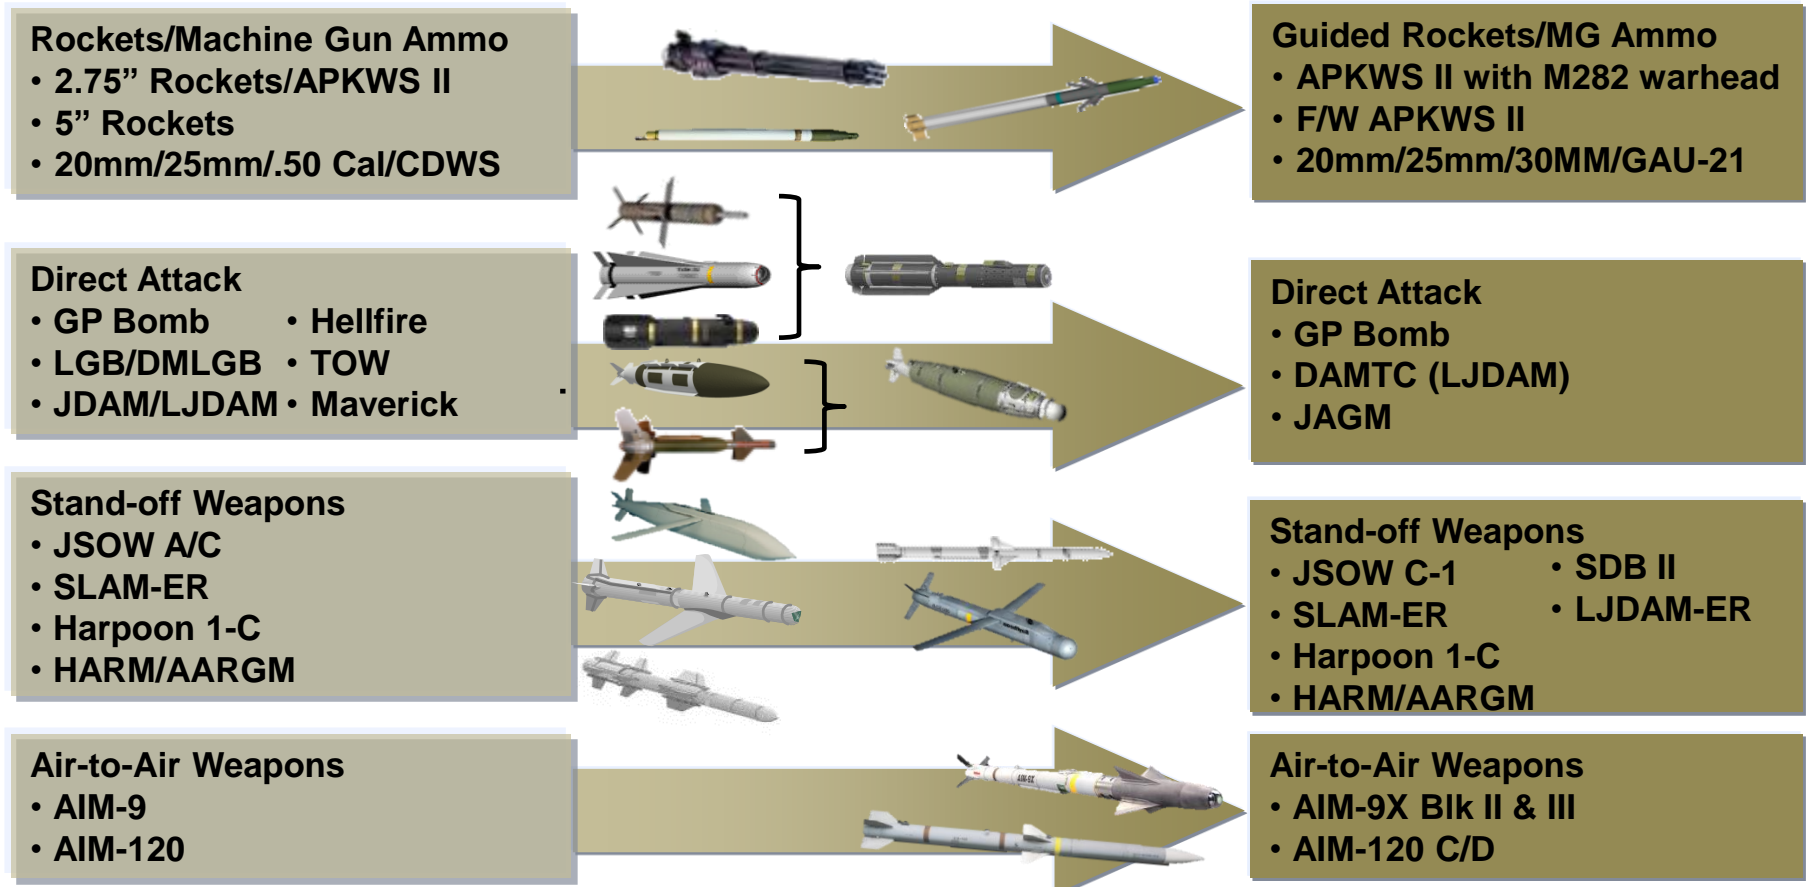 Rockets/Machine Gun Ammo
• 2.75” Rockets/APKWS II
• 5” Rockets
• 20mm/25mm/.50 Cal/CDWS
Guided Rockets/MG Ammo
• APKWS II with M282 warhead
• F/W APKWS II
• 20mm/25mm/30MM/GAU-21
Direct Attack
• GP Bomb • Hellfire
• LGB/DMLGB • TOW
• JDAM/LJDAM • Maverick
.
Direct Attack
• GP Bomb
• DAMTC (LJDAM)
• JAGM
Stand-off Weapons
• JSOW A/C
• SLAM-ER
• Harpoon 1-C
• HARM/AARGM
Stand-off Weapons
• JSOW C-1 • SDB II
• SLAM-ER • LJDAM-ER
• Harpoon 1-C
• HARM/AARGM
Air-to-Air Weapons
• AIM-9
• AIM-120
Air-to-Air Weapons
• AIM-9X Blk II & III
• AIM-120 C/D